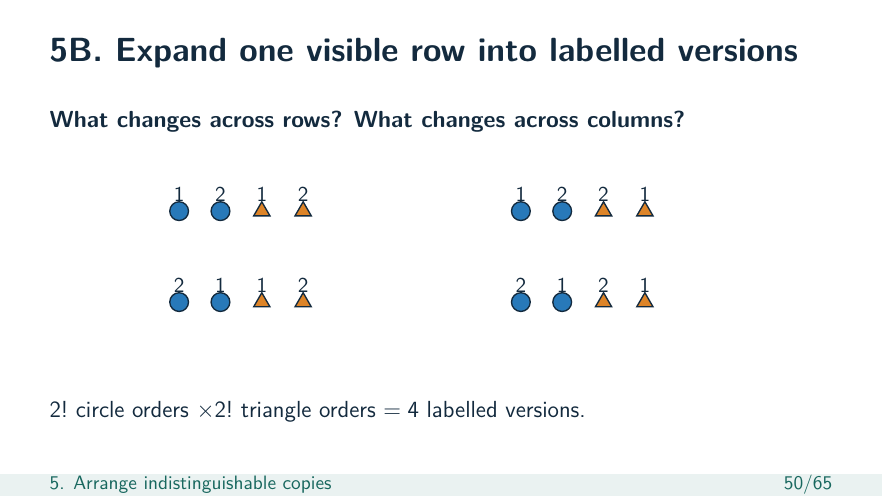 5B. Expand one visible row into labelled versions
What changes across rows? What changes across columns?
1 2 1 2
1 2 2 1
2 1 1 2
2 1 2 1
2! circle orders ×2! triangle orders = 4 labelled versions.
5. Arrange indistinguishable copies
50/65